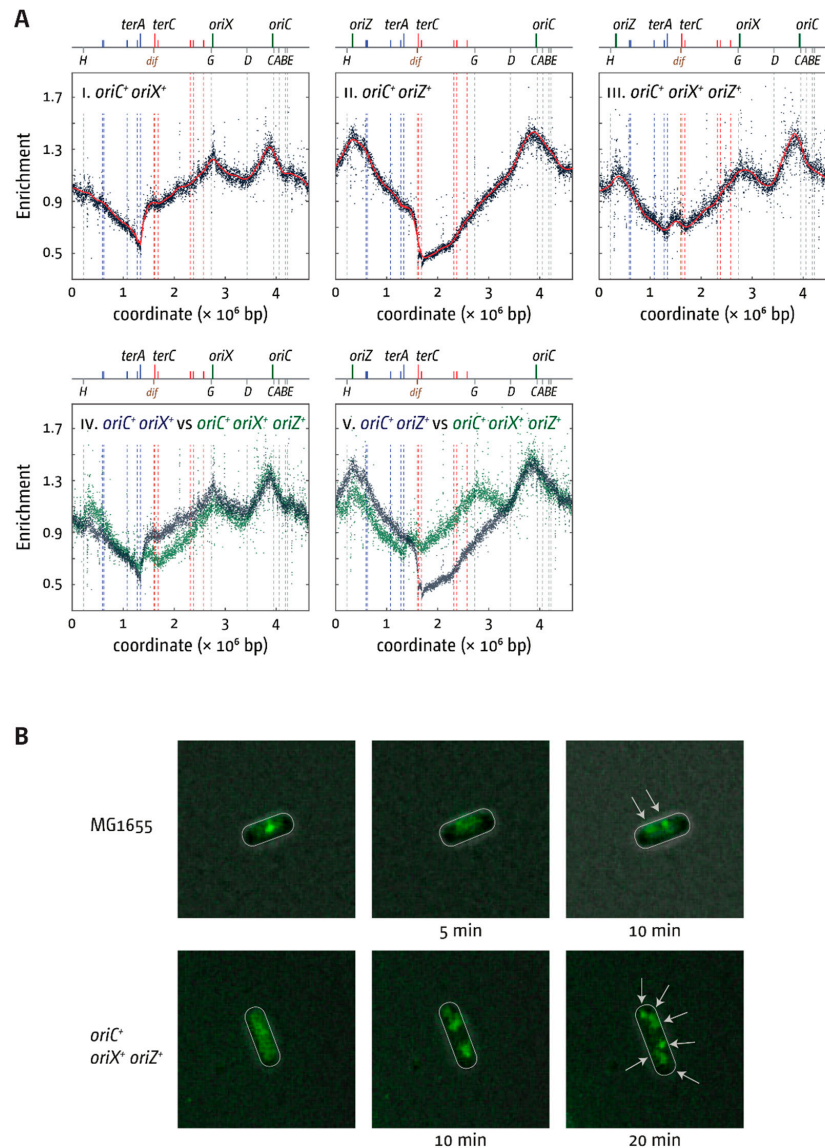 A
terA terC oriX oriC
H dif G D CABE
I. oriC+ oriX+
oriZ terA terC oriC
H dif G D CABE
II. oriC+ oriZ+
oriZ terA terC oriX oriC
H dif G D CABE
III. oriC+ oriX+ oriZ+
Enrichment
1.7
1.3
0.9
0.5
0 1 2 3 4
coordinate (× 10⁶ bp)
0 1 2 3 4
coordinate (× 10⁶ bp)
0 1 2 3 4
coordinate (× 10⁶ bp)
terA terC oriX oriC
H dif G D CABE
IV. oriC+ oriX+ vs oriC+ oriX+ oriZ+
oriZ terA terC oriC
H dif G D CABE
V. oriC+ oriZ+ vs oriC+ oriX+ oriZ+
Enrichment
1.7
1.3
0.9
0.5
0 1 2 3 4
coordinate (× 10⁶ bp)
0 1 2 3 4
coordinate (× 10⁶ bp)
B
MG1655
5 min
10 min
oriC+
oriX+ oriZ+
10 min
20 min